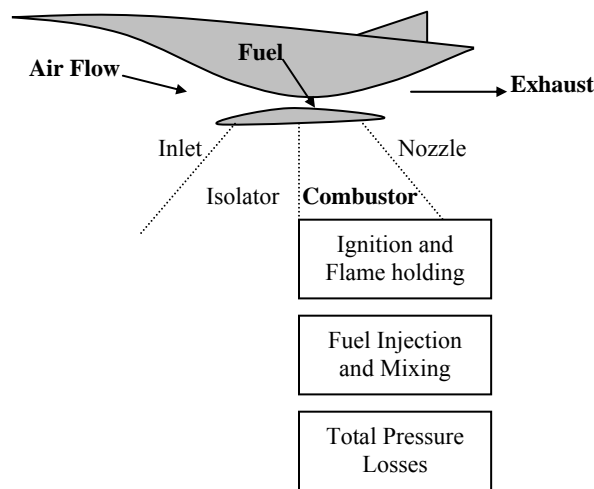 Fuel
Air Flow
Exhaust
Inlet
Nozzle
Isolator
Combustor
Ignition and
Flame holding
Fuel Injection
and Mixing
Total Pressure
Losses